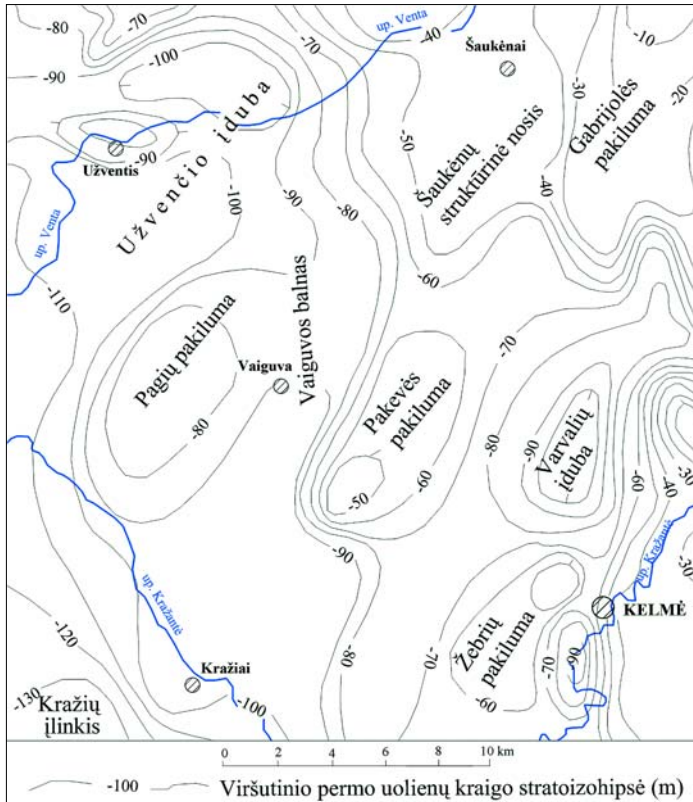 -80
-70
-70
up. Venta
-40
Šaukėnai
-10
-100
-90
-30
-20
Gabrijolės
pakiluma
-50
Šaukėnų
struktūrinė nosis
-90
Užventis
Užvenčio įduba
-90
-100
-80
-40
up. Venta
-60
-110
Vaiguvos balnas
-70
Pagių pakiluma
Vaiguva
Pakevės
pakiluma
-80
-80
-90
Varvalių
įduba
-50
-60
-60
-40
-30
-90
up. Kražantė
-30
up. Kražantė
KELMĖ
-120
Žebrių
pakiluma
-80
-70
-70
-90
Kražiai
-60
-130
-100
Kražių
įlinkis
0 2 4 6 8 10 km
-100 Viršutinio permo uolienų kraigo stratoizohipsė (m)